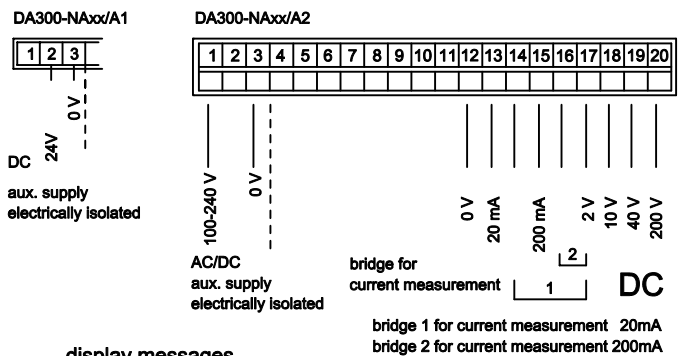 DA300-NAxx/A1
DA300-NAxx/A2
1 2 3
1 2 3 4 5 6 7 8 9 10 11 12 13 14 15 16 17 18 19 20
24V
0 V
DC
aux. supply
electrically isolated
100-240 V
0 V
AC/DC
aux. supply
electrically isolated
0 V
20 mA
200 mA
2 V
10 V
40 V
200 V
bridge for
current measurement
2
1
DC
bridge 1 for current measurement 20mA
bridge 2 for current measurement 200mA
display messages